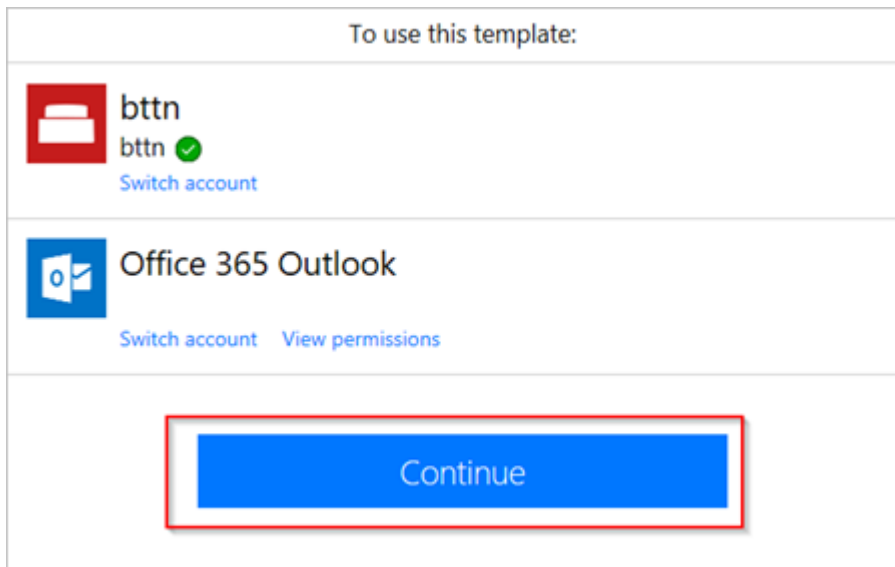 To use this template:
bttn
bttn
Switch account
Office 365 Outlook
Switch account View permissions
Continue